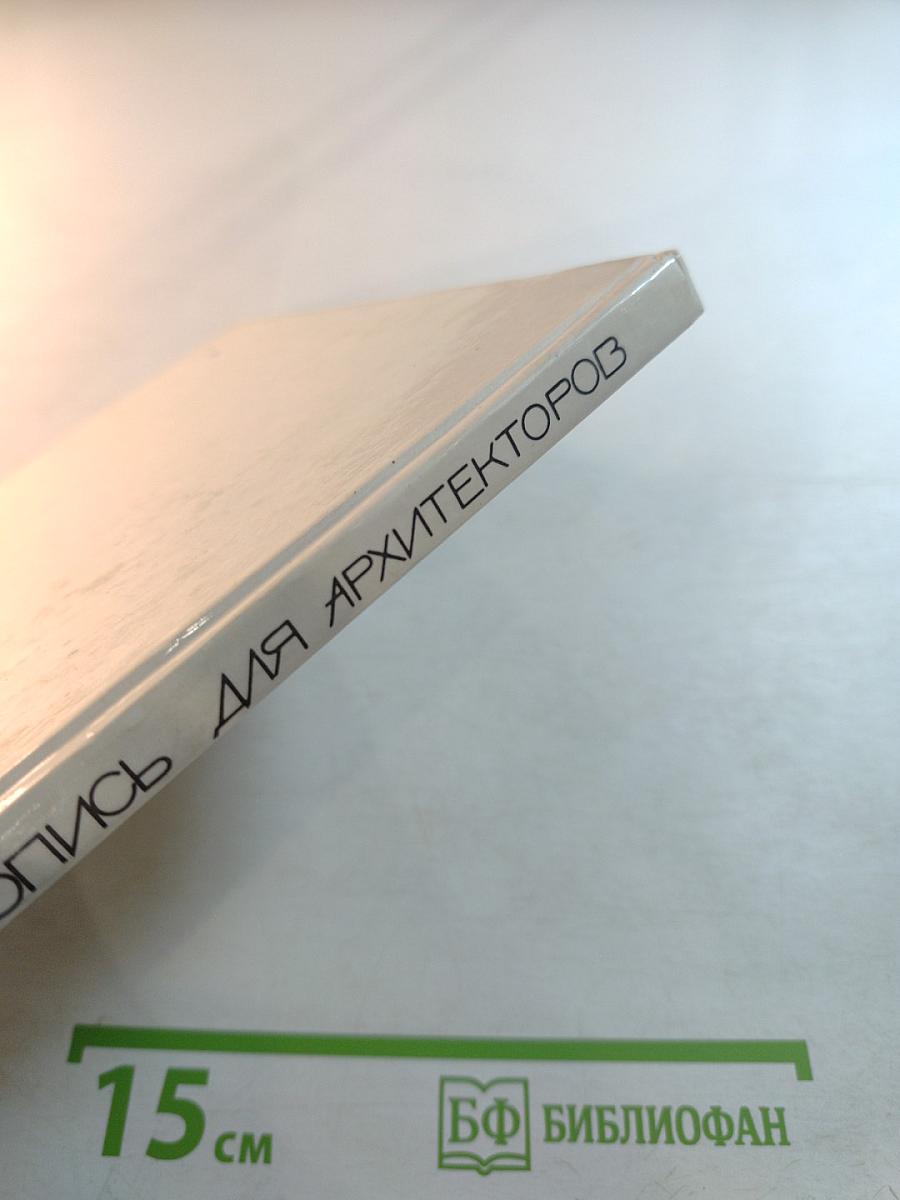 ОПИСЬ ДЛЯ АРХИТЕКТОРОВ
15 см
БФ БИБЛИОФАН